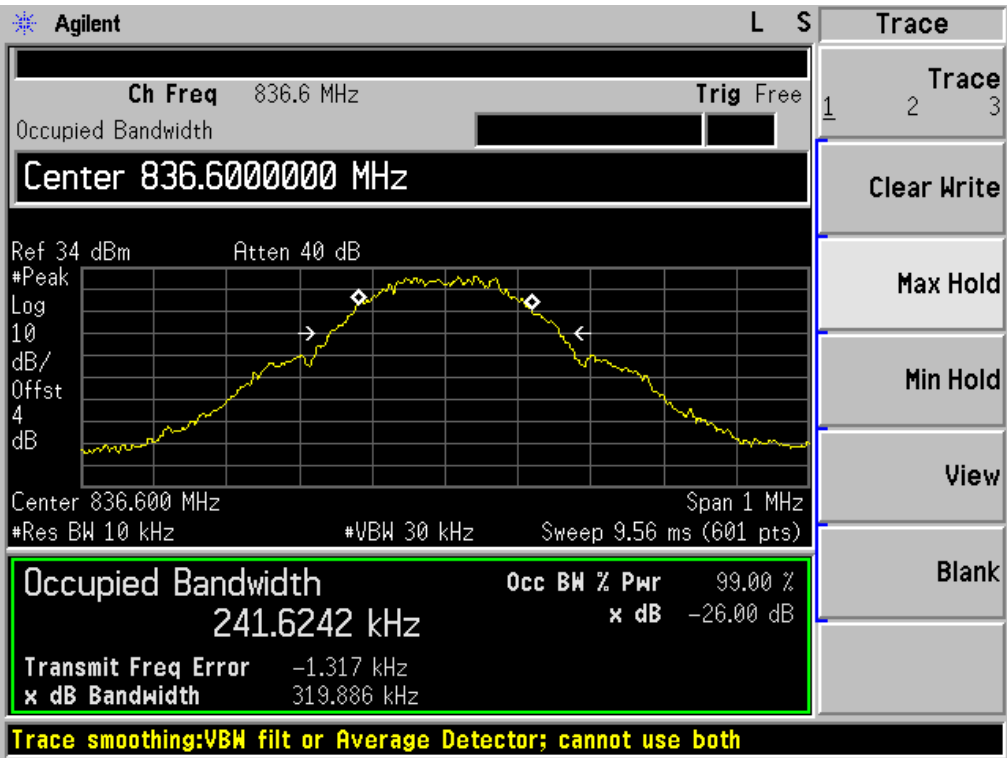 Agilent L S Trace
Ch Freq 836.6 MHz Trig Free
Occupied Bandwidth
Center 836.6000000 MHz
Ref 34 dBm Atten 40 dB
#Peak
Log
10
dB/
Offst
4
dB
Center 836.600 MHz Span 1 MHz
#Res BW 10 kHz #VBW 30 kHz Sweep 9.56 ms (601 pts)
Occupied Bandwidth
241.6242 kHz
Occ BW % Pwr 99.00 %
x dB -26.00 dB
Transmit Freq Error -1.317 kHz
x dB Bandwidth 319.886 kHz
Trace smoothing:VBW filt or Average Detector; cannot use both
Trace
1 2 3
Clear Write
Max Hold
Min Hold
View
Blank